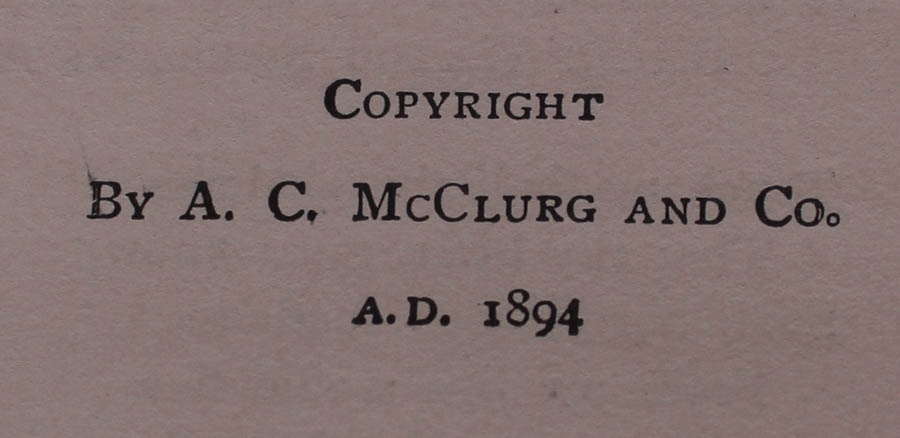 Copyright
By A. C. McClurg and Co.
A.D. 1894